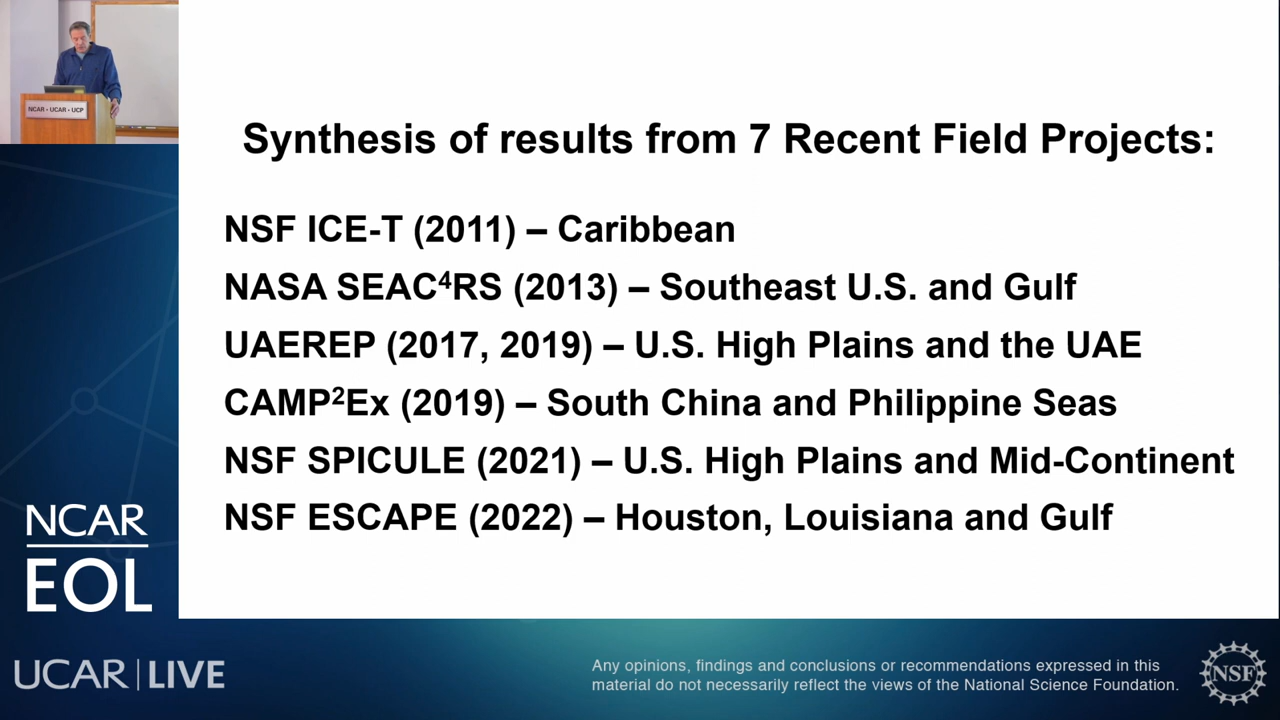 NCAR • UCAR • UCP
Synthesis of results from 7 Recent Field Projects:
NSF ICE-T (2011) – Caribbean
NASA SEAC⁴RS (2013) – Southeast U.S. and Gulf
UAEREP (2017, 2019) – U.S. High Plains and the UAE
CAMP²Ex (2019) – South China and Philippine Seas
NSF SPICULE (2021) – U.S. High Plains and Mid-Continent
NSF ESCAPE (2022) – Houston, Louisiana and Gulf
NCAR
EOL
UCAR | LIVE
Any opinions, findings and conclusions or recommendations expressed in this
material do not necessarily reflect the views of the National Science Foundation.
NSF